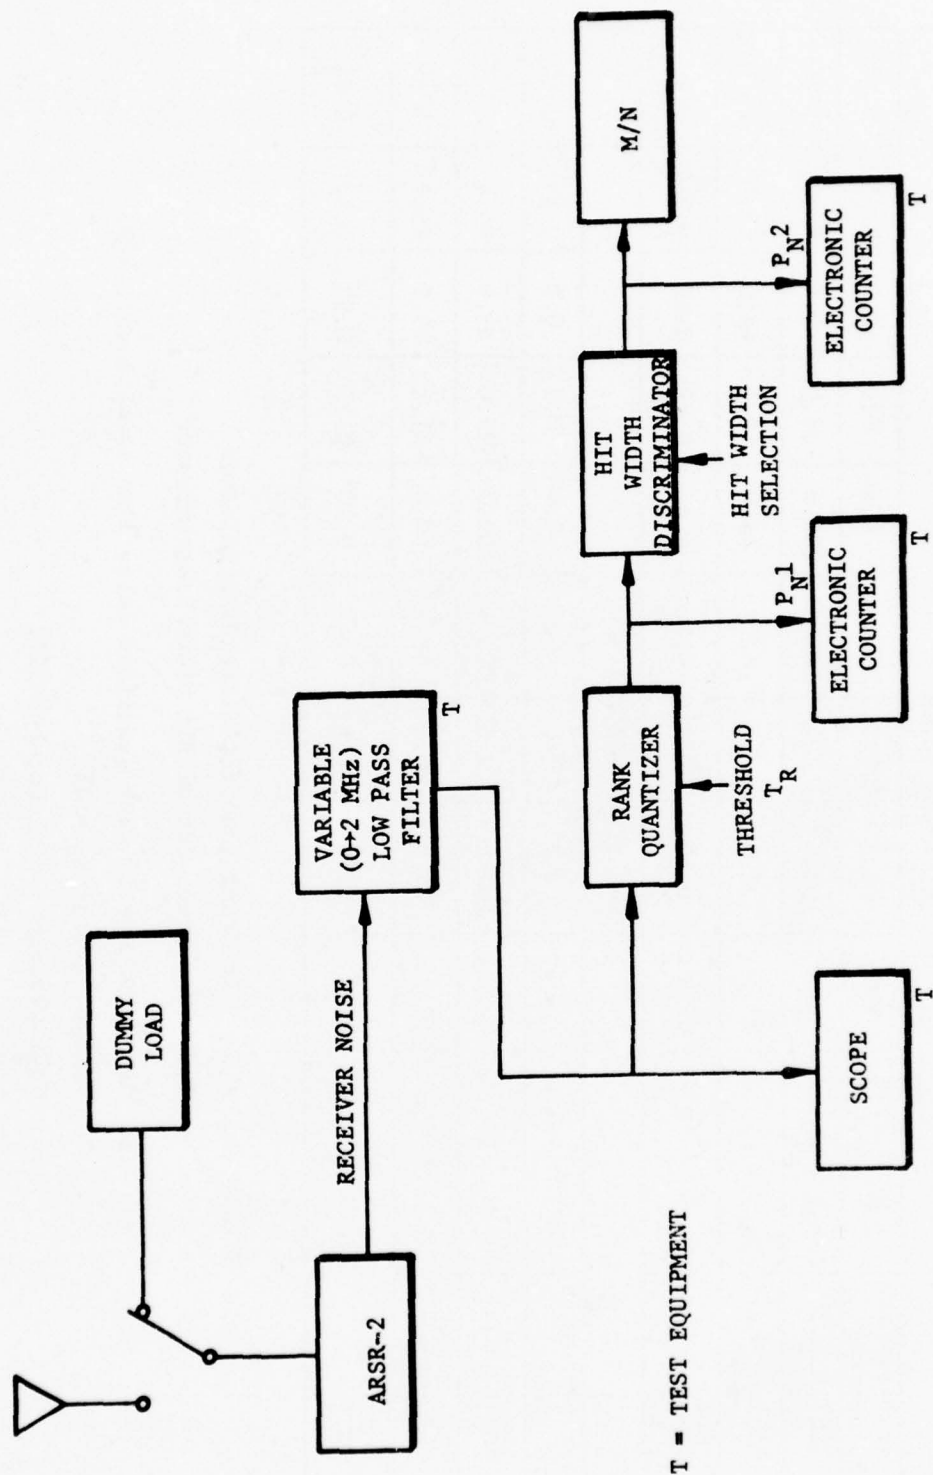 DUMMY
LOAD
ARSR-2
RECEIVER NOISE
VARIABLE
(0→2 MHz)
LOW PASS
FILTER
T
SCOPE
T
RANK
QUANTIZER
THRESHOLD
T_R
P_N1
ELECTRONIC
COUNTER
T
HIT
WIDTH
DISCRIMINATOR
HIT WIDTH
SELECTION
P_N2
ELECTRONIC
COUNTER
T
M/N
T = TEST EQUIPMENT